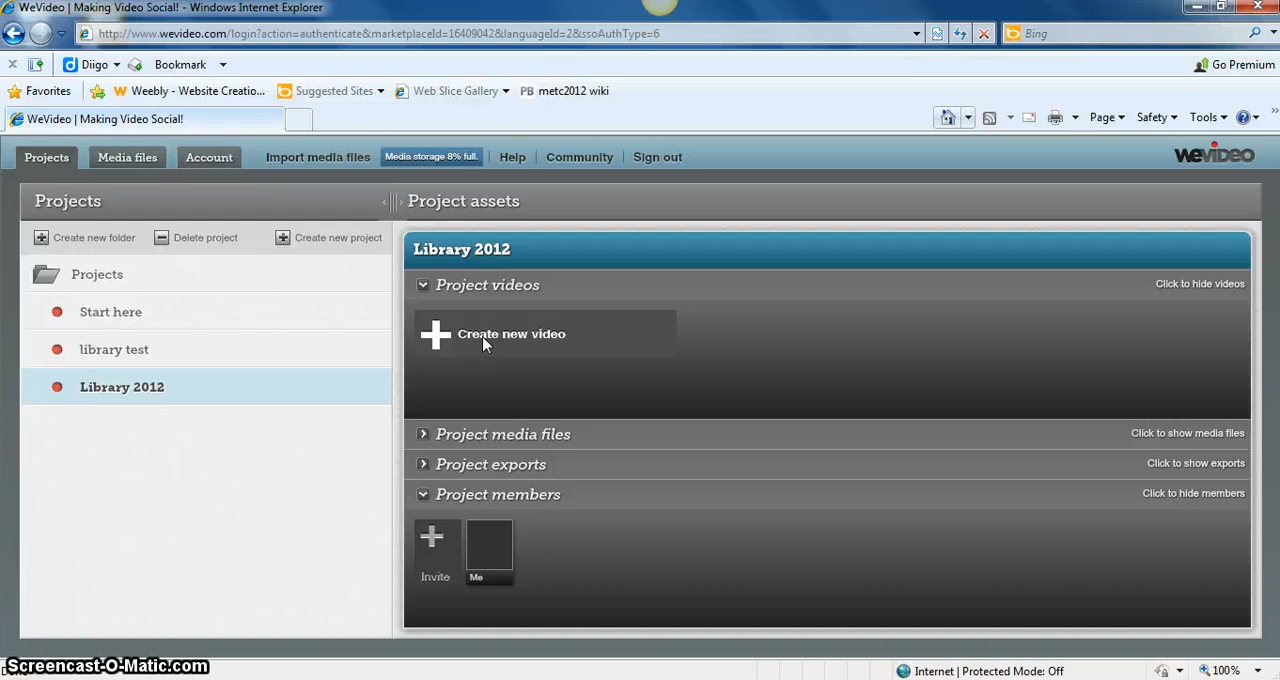 WeVideo | Making Video Social! - Windows Internet Explorer
http://www.wevideo.com/login?action=authenticate&marketplaceId=16409042&languageId=2&ssoAuthType=6
Bing
Diigo
Bookmark
Go Premium
Favorites
Weebly - Website Creatio...
Suggested Sites
Web Slice Gallery
PB metc2012 wiki
WeVideo | Making Video Social!
Page
Safety
Tools
Projects
Media files
Account
Import media files
Media storage 8% full.
Help
Community
Sign out
wevideo
Projects
Project assets
Create new folder
Delete project
Create new project
Library 2012
Projects
Project videos
Click to hide videos
Start here
Create new video
library test
Library 2012
Project media files
Click to show media files
Project exports
Click to show exports
Project members
Click to hide members
Invite
Me
Screencast-O-Matic.com
Internet | Protected Mode: Off
100%